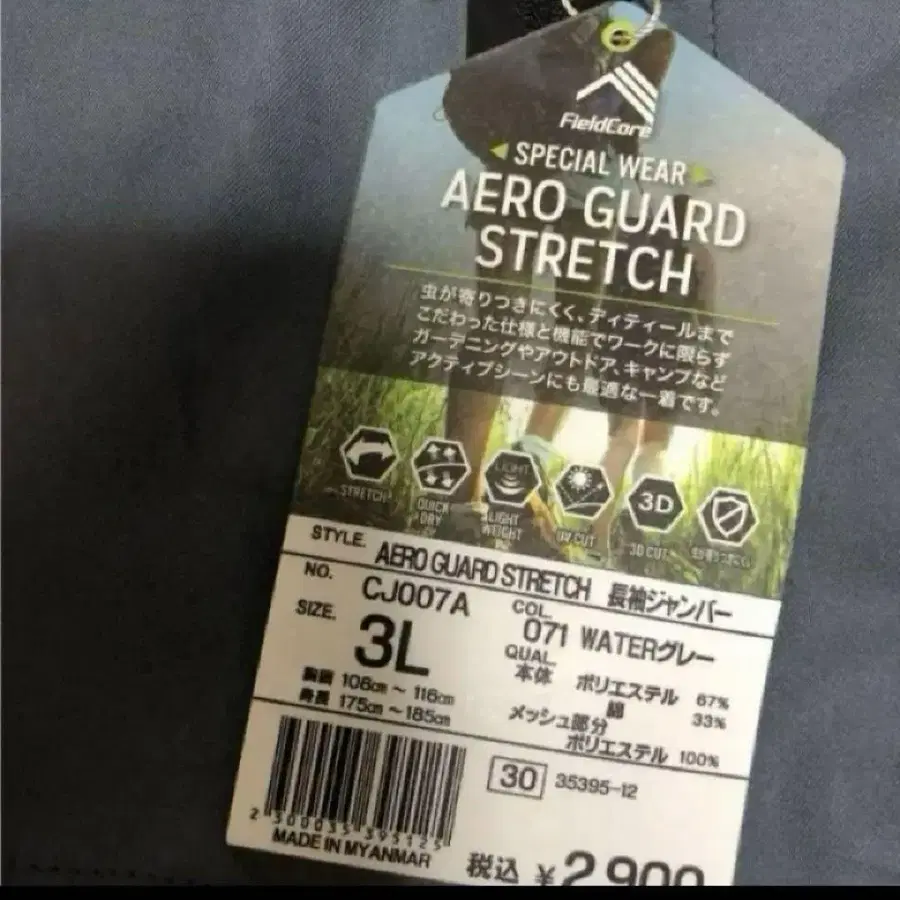 FieldCore
SPECIAL WEAR
AERO GUARD
STRETCH
虫が寄りつきにくく、ディティールまで
こだわった仕様と機能でワークに限らず
ガーデニングやアウトドア、キャンプなど
アクティブシーンにも最適な一着です。
LIGHT
3D
STRETCH
QUICK DRY
LIGHT WEIGHT
UV CUT
3D CUT
STYLE. AERO GUARD STRETCH 長袖ジャンパー
NO. CJ007A
COL. 071 WATERグレー
SIZE. 3L
胸囲 108cm ～ 116cm
身長 175cm ～ 185cm
QUAL.
本体 ポリエステル 67%
綿 33%
メッシュ部分
ポリエステル 100%
30 35395-12
2 300035 395125
MADE IN MYANMAR
税込 ¥2,900